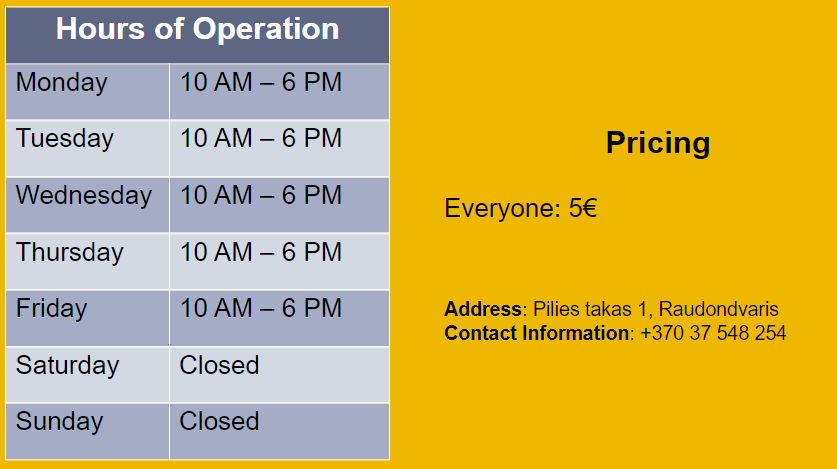 Hours of Operation
Monday 10 AM – 6 PM
Tuesday 10 AM – 6 PM
Wednesday 10 AM – 6 PM
Thursday 10 AM – 6 PM
Friday 10 AM – 6 PM
Saturday Closed
Sunday Closed
Pricing
Everyone: 5€
Address: Pilies takas 1, Raudondvaris
Contact Information: +370 37 548 254